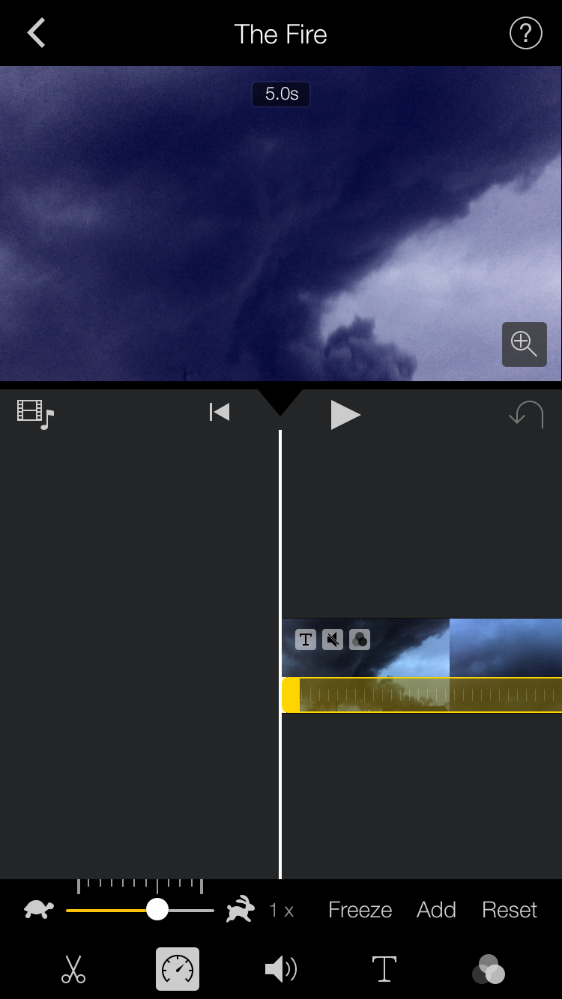 The Fire
?
5.0s
T
1 x Freeze Add Reset
T